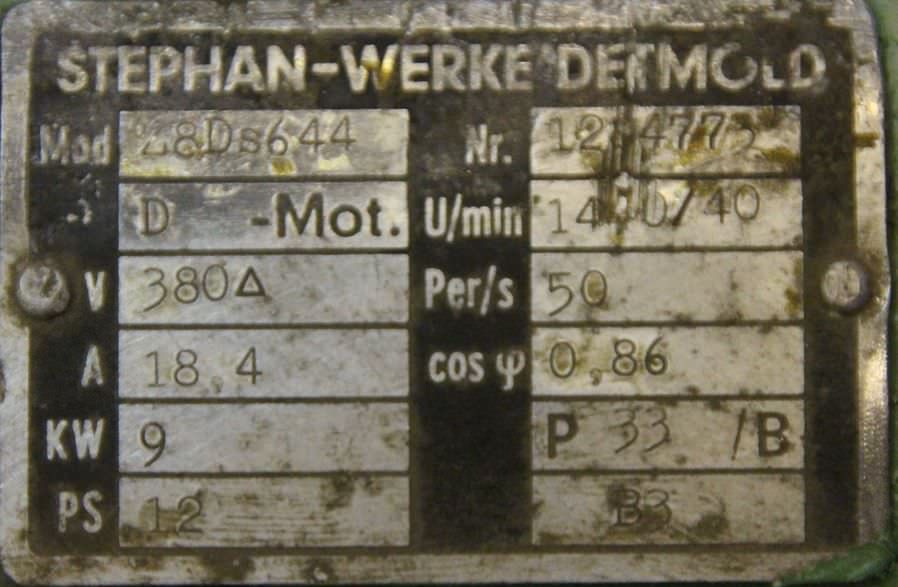 STEPHAN-WERKE DETMOLD
Mod 28Ds644 Nr.
D -Mot. U/min
V 380Δ Per/s 50
A 18,4 cos φ 0,86
KW 9 P 33 /B
PS 12 B3